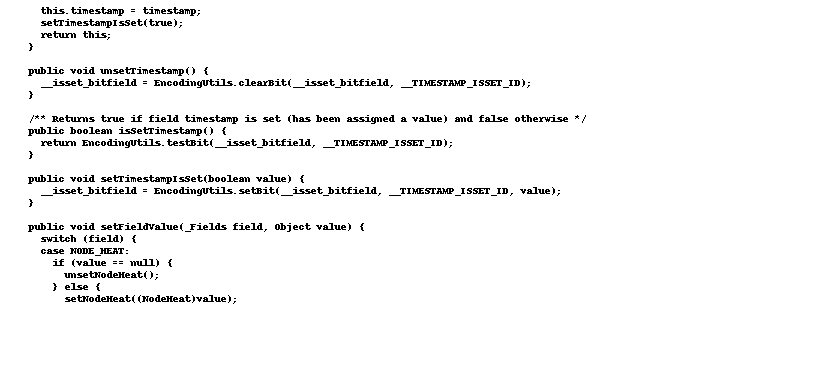 this.timestamp = timestamp;
setTimestampIsSet(true);
return this;
}
public void unsetTimestamp() {
__isset_bitfield = EncodingUtils.clearBit(__isset_bitfield, __TIMESTAMP_ISSET_ID);
}
/** Returns true if field timestamp is set (has been assigned a value) and false otherwise */
public boolean isSetTimestamp() {
return EncodingUtils.testBit(__isset_bitfield, __TIMESTAMP_ISSET_ID);
}
public void setTimestampIsSet(boolean value) {
__isset_bitfield = EncodingUtils.setBit(__isset_bitfield, __TIMESTAMP_ISSET_ID, value);
}
public void setFieldValue(_Fields field, Object value) {
switch (field) {
case NODE_HEAT:
if (value == null) {
unsetNodeHeat();
} else {
setNodeHeat((NodeHeat)value);